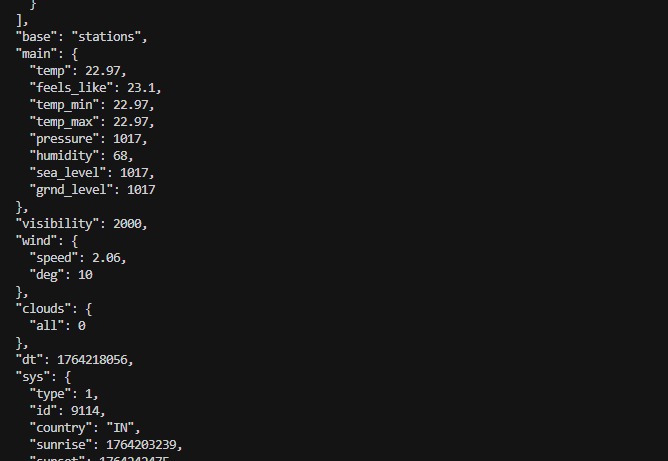 }
],
"base": "stations",
"main": {
"temp": 22.97,
"feels_like": 23.1,
"temp_min": 22.97,
"temp_max": 22.97,
"pressure": 1017,
"humidity": 68,
"sea_level": 1017,
"grnd_level": 1017
},
"visibility": 2000,
"wind": {
"speed": 2.06,
"deg": 10
},
"clouds": {
"all": 0
},
"dt": 1764218056,
"sys": {
"type": 1,
"id": 9114,
"country": "IN",
"sunrise": 1764203239,
"sunset": 1764242475